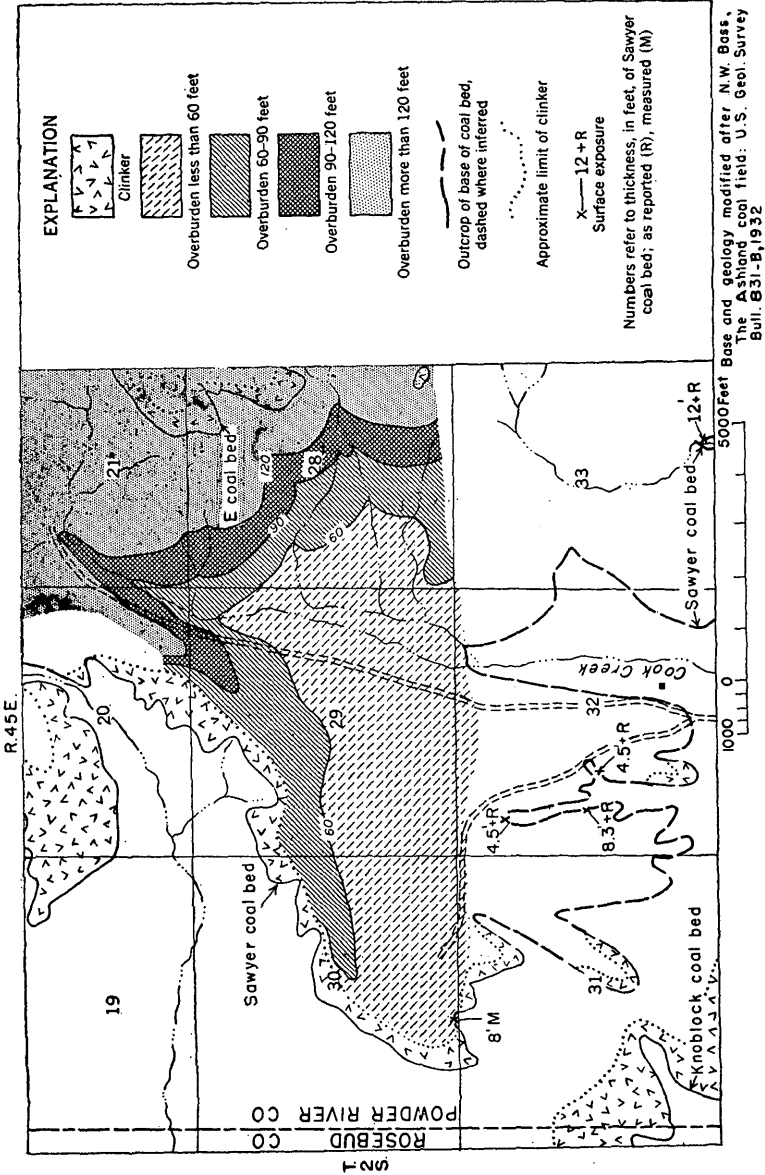 R.45E.
T.
2
S.
ROSEBUD CO
POWDER RIVER CO
19
20
21
E coal bed
120
28
90
60
Sawyer coal bed
29
60
30
8' M
31
32
33
4.5'+R
8.3'+R
4.5'+R
Cook Creek
Knoblock coal bed
Sawyer coal bed
12'+R
1000
0
5000 Feet
EXPLANATION
Clinker
Overburden less than 60 feet
Overburden 60-90 feet
Overburden 90-120 feet
Overburden more than 120 feet
Outcrop of base of coal bed,
dashed where inferred
Approximate limit of clinker
x—12+R
Surface exposure
Numbers refer to thickness, in feet, of Sawyer
coal bed; as reported (R), measured (M)
Base and geology modified after N.W. Bass,
The Ashland coal field: U.S. Geol. Survey
Bull. 831-B, 1932